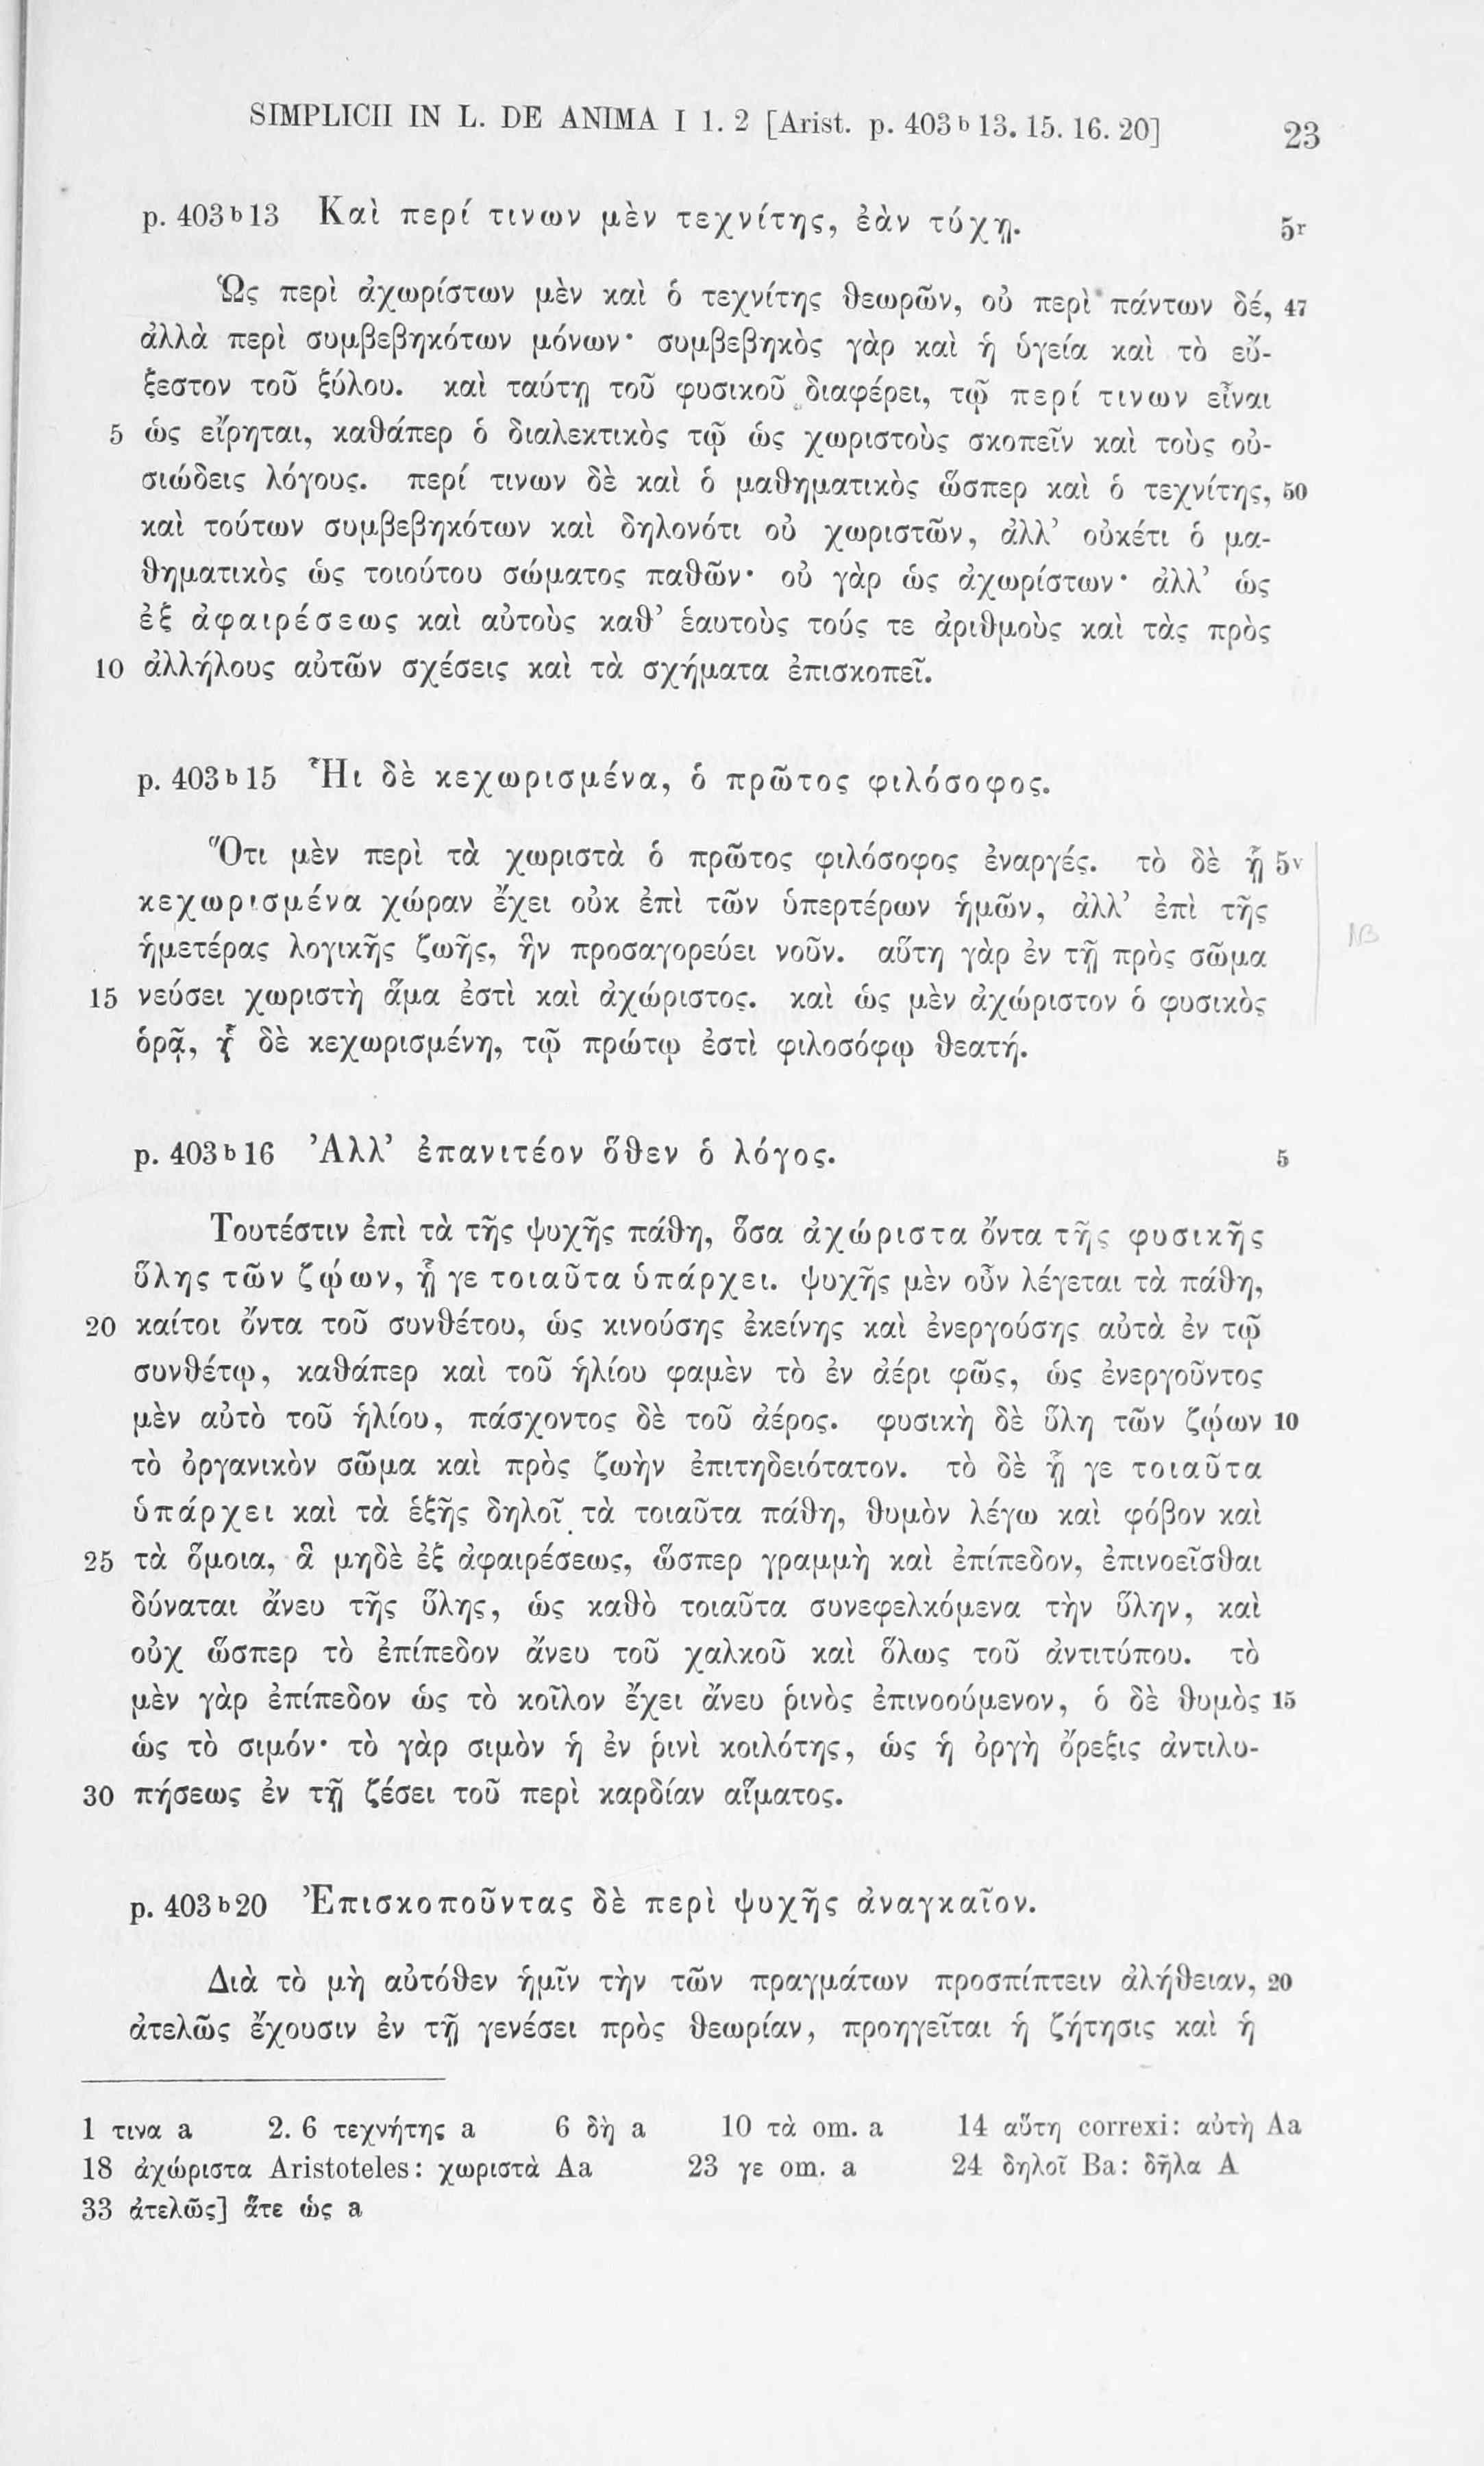 SIMPLICII IN L. DE ANIMA I 1. 2 [Arist. p. 403 b 13. 15. 16. 20] 23
p. 403 b 13 Καὶ περί τινων μὲν τεχνίτης, ἐὰν τύχῃ. 5r
Ὡς περὶ ἀχωρίστων μὲν καὶ ὁ τεχνίτης θεωρῶν, οὐ περὶ πάντων δέ, 47
ἀλλὰ περὶ συμβεβηκότων μόνων· συμβεβηκὸς γὰρ καὶ ἡ ὑγεία καὶ τὸ εὔ-
ξεστον τοῦ ξύλου. καὶ ταύτῃ τοῦ φυσικοῦ διαφέρει, τῷ περί τινων εἶναι
5 ὡς εἴρηται, καθάπερ ὁ διαλεκτικὸς τῷ ὡς χωριστοὺς σκοπεῖν καὶ τοὺς οὐ-
σιώδεις λόγους. περί τινων δὲ καὶ ὁ μαθηματικὸς ὥσπερ καὶ ὁ τεχνίτης, 50
καὶ τούτων συμβεβηκότων καὶ δηλονότι οὐ χωριστῶν, ἀλλ’ οὐκέτι ὁ μα-
θηματικὸς ὡς τοιούτου σώματος παθῶν· οὐ γὰρ ὡς ἀχωρίστων· ἀλλ’ ὡς
ἐξ ἀφαιρέσεως καὶ αὐτοὺς καθ’ ἑαυτοὺς τούς τε ἀριθμοὺς καὶ τὰς πρὸς
10 ἀλλήλους αὐτῶν σχέσεις καὶ τὰ σχήματα ἐπισκοπεῖ.
p. 403 b 15 Ἧι δὲ κεχωρισμένα, ὁ πρῶτος φιλόσοφος.
Ὅτι μὲν περὶ τὰ χωριστὰ ὁ πρῶτος φιλόσοφος ἐναργές. τὸ δὲ ᾗ 5v
κεχωρισμένα χώραν ἔχει οὐκ ἐπὶ τῶν ὑπερτέρων ἡμῶν, ἀλλ’ ἐπὶ τῆς
ἡμετέρας λογικῆς ζωῆς, ἣν προσαγορεύει νοῦν. αὕτη γὰρ ἐν τῇ πρὸς σῶμα
15 νεύσει χωριστὴ ἅμα ἐστὶ καὶ ἀχώριστος. καὶ ὡς μὲν ἀχώριστον ὁ φυσικὸς
ὁρᾷ, ᾗ δὲ κεχωρισμένη, τῷ πρώτῳ ἐστὶ φιλοσόφῳ θεατή.
p. 403 b 16 Ἀλλ’ ἐπανιτέον ὅθεν ὁ λόγος. 5
Τουτέστιν ἐπὶ τὰ τῆς ψυχῆς πάθη, ὅσα ἀχώριστα ὄντα τῆς φυσικῆς
ὕλης τῶν ζῴων, ᾗ γε τοιαῦτα ὑπάρχει. ψυχῆς μὲν οὖν λέγεται τὰ πάθη,
20 καίτοι ὄντα τοῦ συνθέτου, ὡς κινούσης ἐκείνης καὶ ἐνεργούσης αὐτὰ ἐν τῷ
συνθέτῳ, καθάπερ καὶ τοῦ ἡλίου φαμὲν τὸ ἐν ἀέρι φῶς, ὡς ἐνεργοῦντος
μὲν αὐτὸ τοῦ ἡλίου, πάσχοντος δὲ τοῦ ἀέρος. φυσικὴ δὲ ὕλη τῶν ζῴων 10
τὸ ὀργανικὸν σῶμα καὶ πρὸς ζωὴν ἐπιτηδειότατον. τὸ δὲ ᾗ γε τοιαῦτα
ὑπάρχει καὶ τὰ ἑξῆς δηλοῖ τὰ τοιαῦτα πάθη, θυμὸν λέγω καὶ φόβον καὶ
25 τὰ ὅμοια, ἃ μηδὲ ἐξ ἀφαιρέσεως, ὥσπερ γραμμὴ καὶ ἐπίπεδον, ἐπινοεῖσθαι
δύναται ἄνευ τῆς ὕλης, ὡς καθὸ τοιαῦτα συνεφελκόμενα τὴν ὕλην, καὶ
οὐχ ὥσπερ τὸ ἐπίπεδον ἄνευ τοῦ χαλκοῦ καὶ ὅλως τοῦ ἀντιτύπου. τὸ
μὲν γὰρ ἐπίπεδον ὡς τὸ κοῖλον ἔχει ἄνευ ῥινὸς ἐπινοούμενον, ὁ δὲ θυμὸς 15
ὡς τὸ σιμόν· τὸ γὰρ σιμὸν ἡ ἐν ῥινὶ κοιλότης, ὡς ἡ ὀργὴ ὄρεξις ἀντιλυ-
30 πήσεως ἐν τῇ ζέσει τοῦ περὶ καρδίαν αἵματος.
p. 403 b 20 Ἐπισκοποῦντας δὲ περὶ ψυχῆς ἀναγκαῖον.
Διὰ τὸ μὴ αὐτόθεν ἡμῖν τὴν τῶν πραγμάτων προσπίπτειν ἀλήθειαν, 20
ἀτελῶς ἔχουσιν ἐν τῇ γενέσει πρὸς θεωρίαν, προηγεῖται ἡ ζήτησις καὶ ἡ
1 τινα a 2. 6 τεχνήτης a 6 δὴ a 10 τὰ om. a 14 αὕτη correxi: αὐτὴ Aa
18 ἀχώριστα Aristoteles: χωριστὰ Aa 23 γε om. a 24 δηλοῖ Ba: δῆλα A
33 ἀτελῶς] ἅτε ὡς a